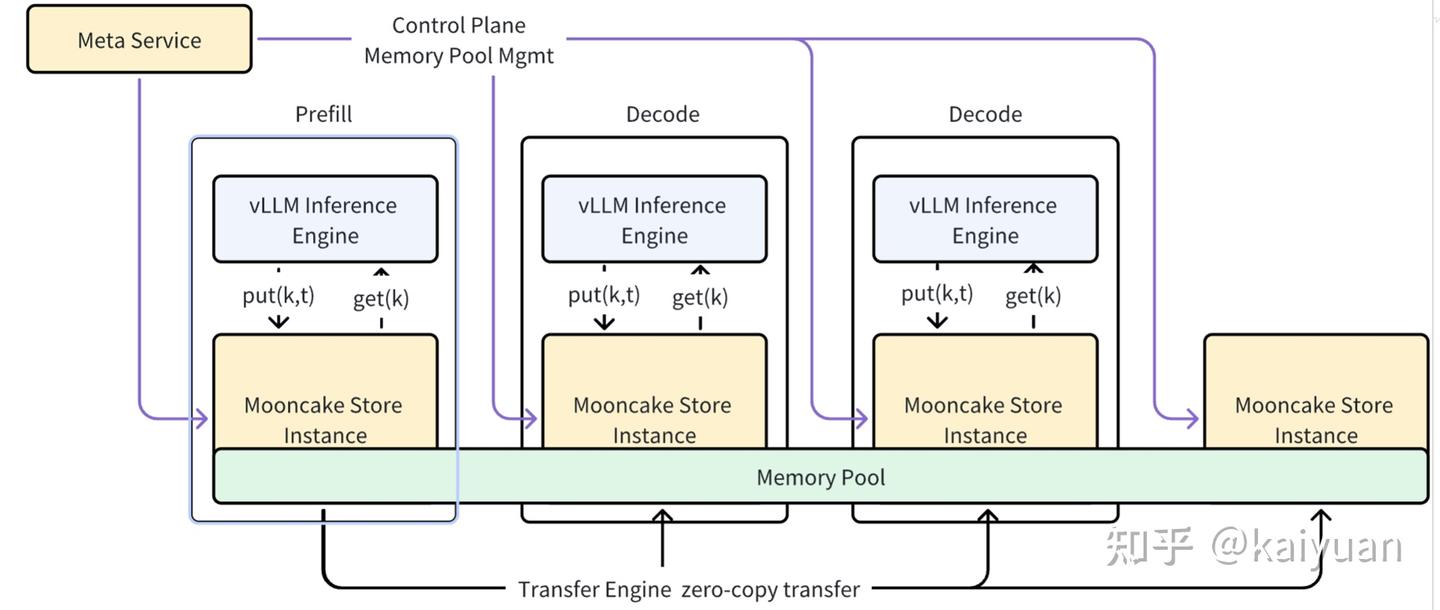 Meta Service
Control Plane
Memory Pool Mgmt
Prefill
Decode
Decode
vLLM Inference
Engine
vLLM Inference
Engine
vLLM Inference
Engine
put(k,t)
get(k)
put(k,t)
get(k)
put(k,t)
get(k)
Mooncake Store
Instance
Mooncake Store
Instance
Mooncake Store
Instance
Mooncake Store
Instance
Memory Pool
Transfer Engine zero-copy transfer
知乎 @kaiyuan